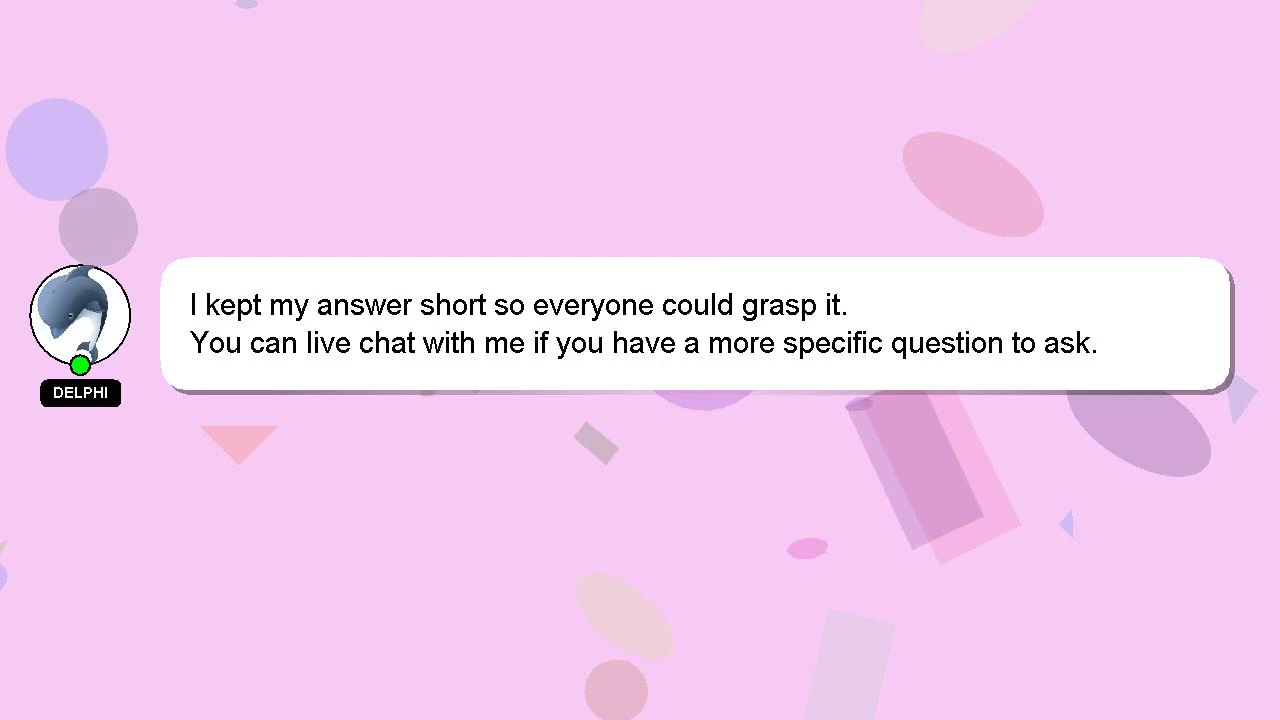 I kept my answer short so everyone could grasp it.
You can live chat with me if you have a more specific question to ask.
DELPHI